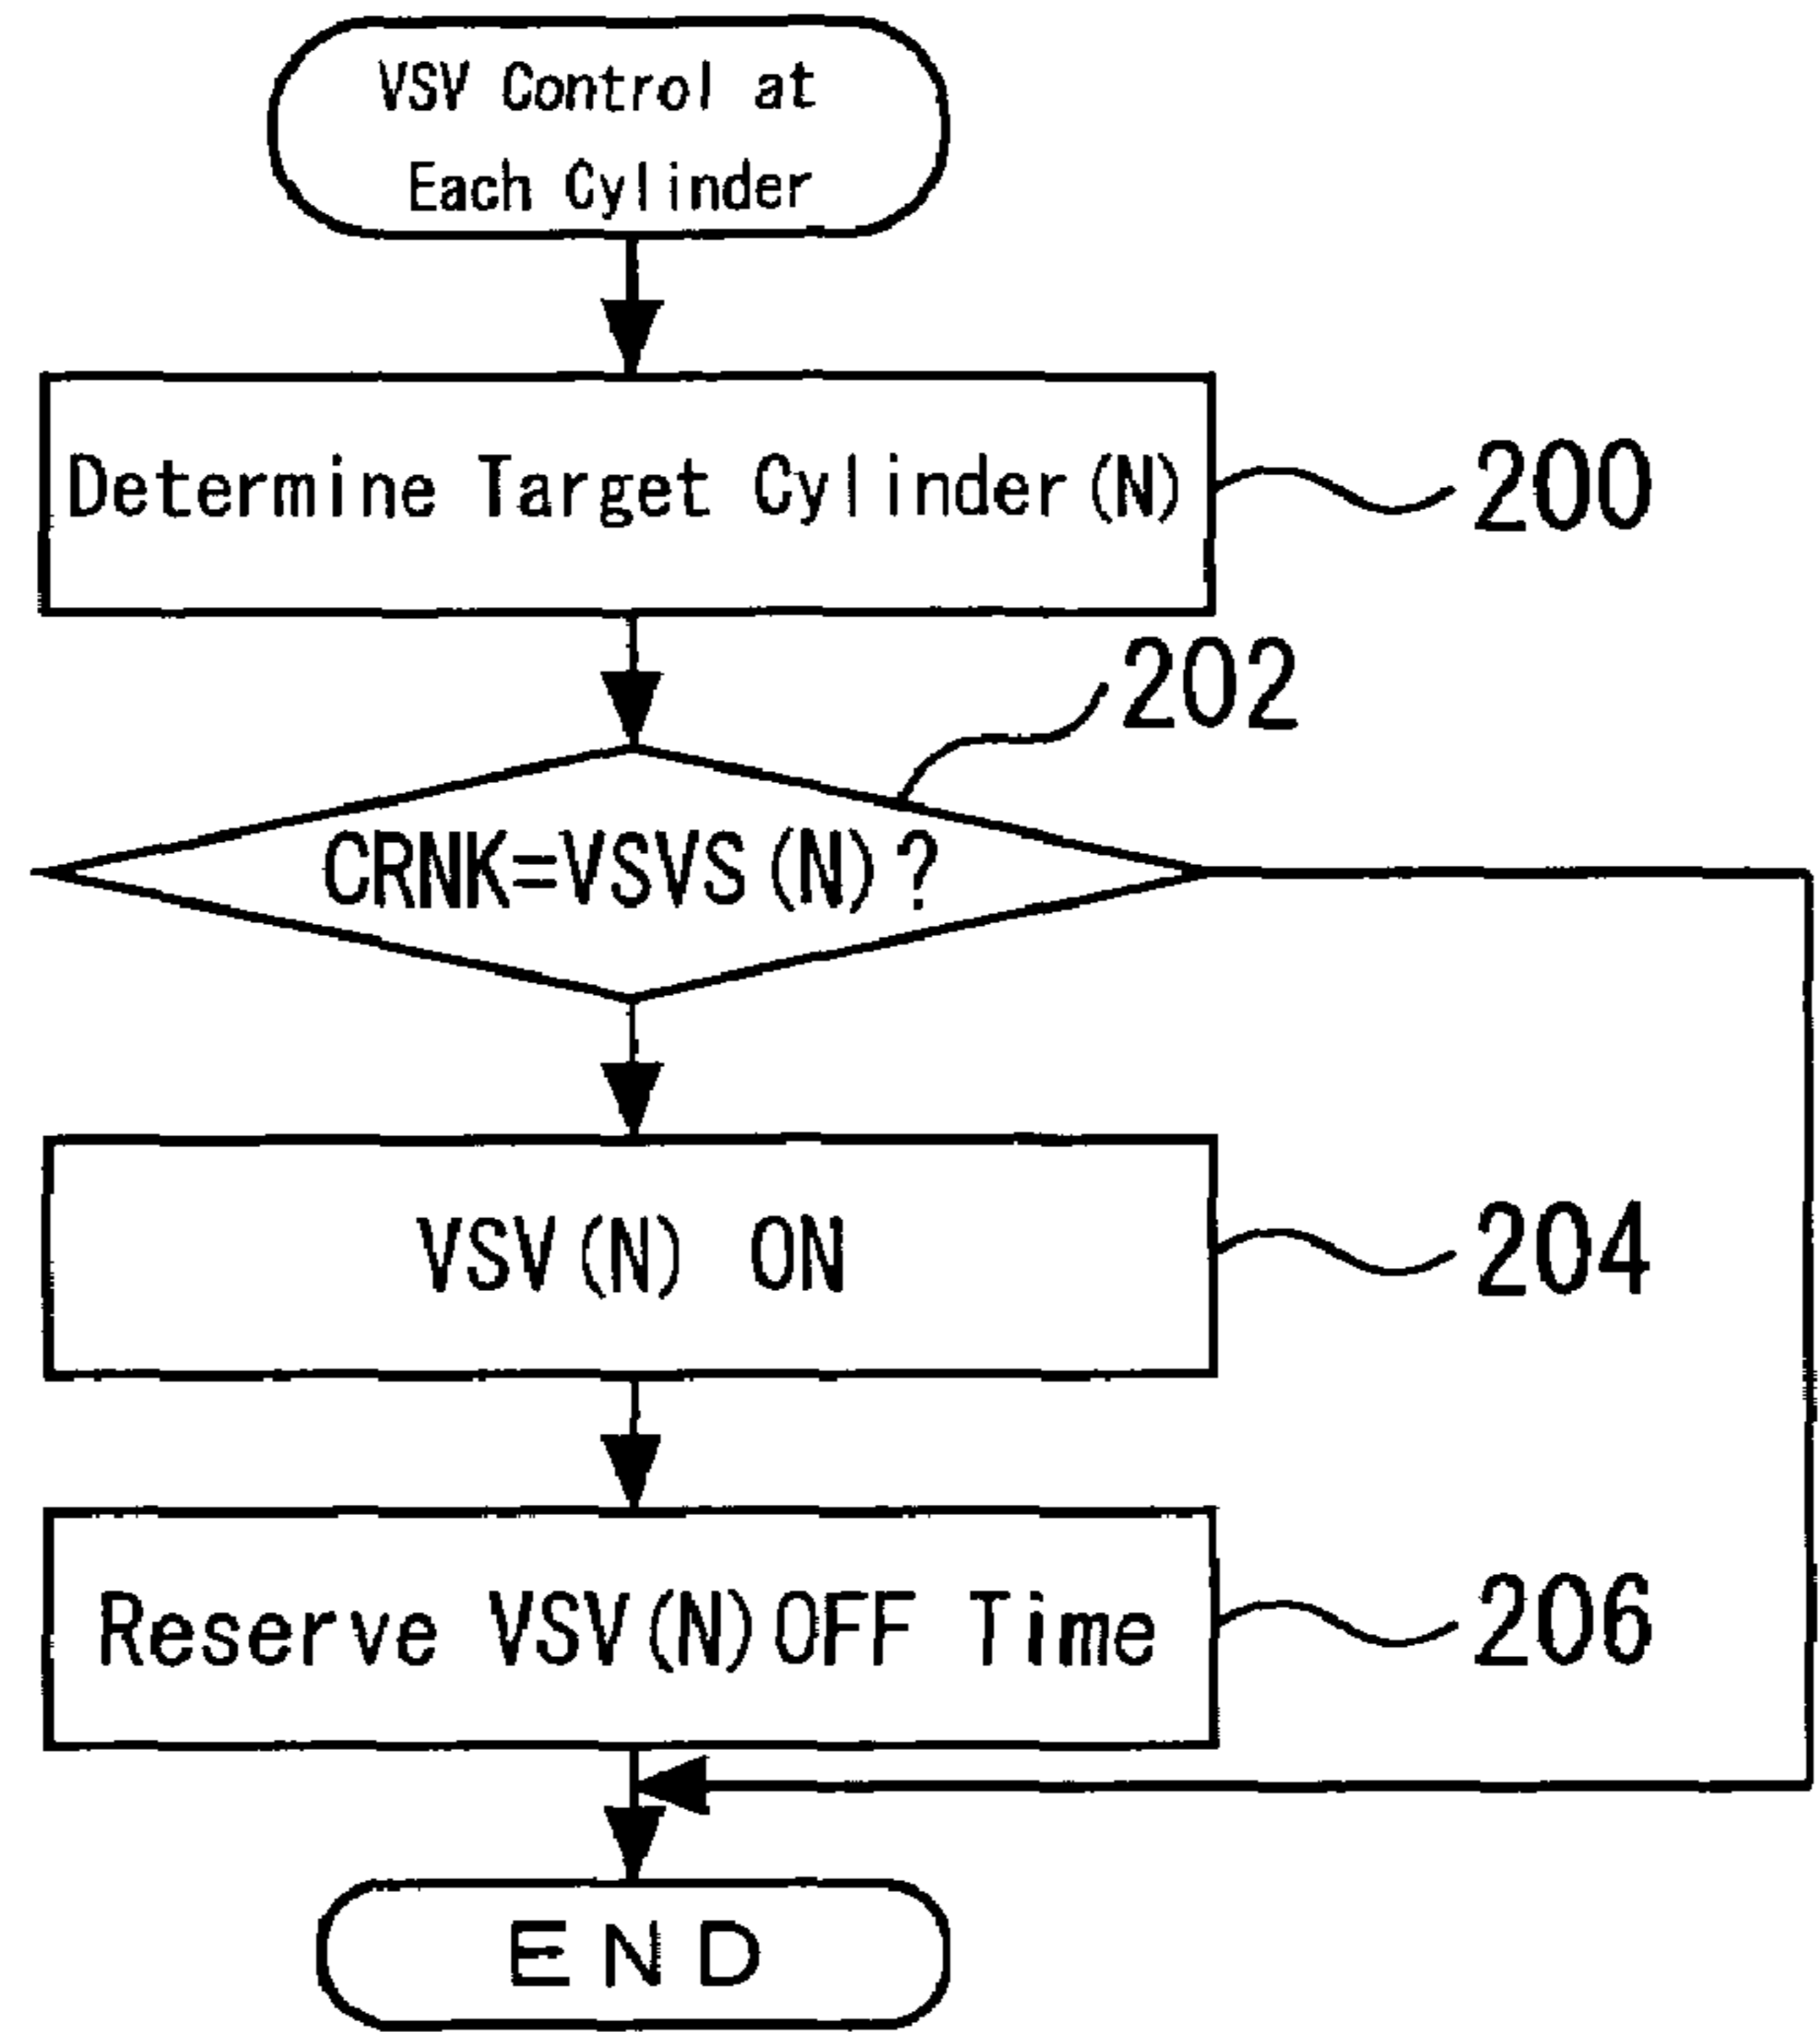 VSV Control at
Each Cylinder
Determine Target Cylinder(N)
200
202
CRNK=VSVS(N)?
VSV(N) ON
204
Reserve VSV(N)OFF Time
206
END